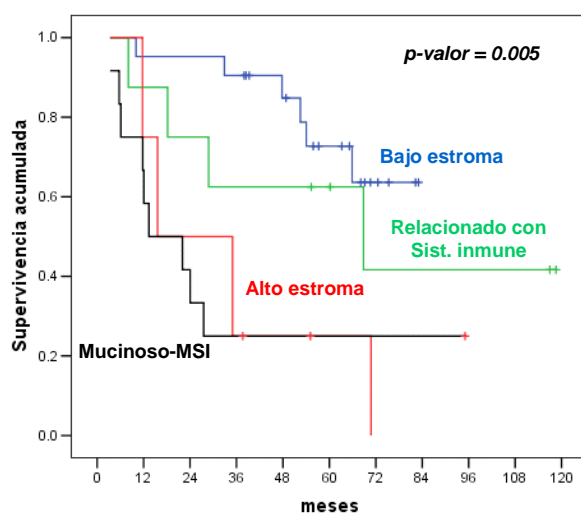 p-valor = 0.005
Supervivencia acumulada
1.0
0.8
0.6
0.4
0.2
0.0
Bajo estroma
Relacionado con
Sist. inmune
Alto estroma
Mucinoso-MSI
0 12 24 36 48 60 72 84 96 108 120
meses